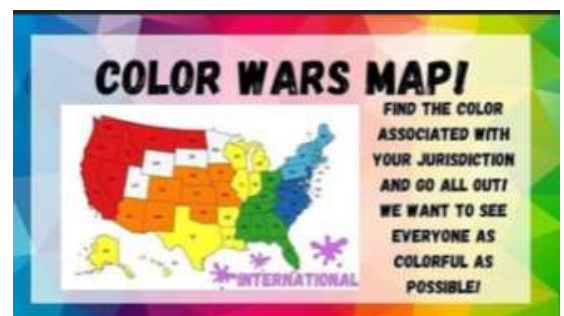 COLOR WARS MAP!
FIND THE COLOR
ASSOCIATED WITH
YOUR JURISDICTION
AND GO ALL OUT!
WE WANT TO SEE
EVERYONE AS
COLORFUL AS
POSSIBLE!
INTERNATIONAL